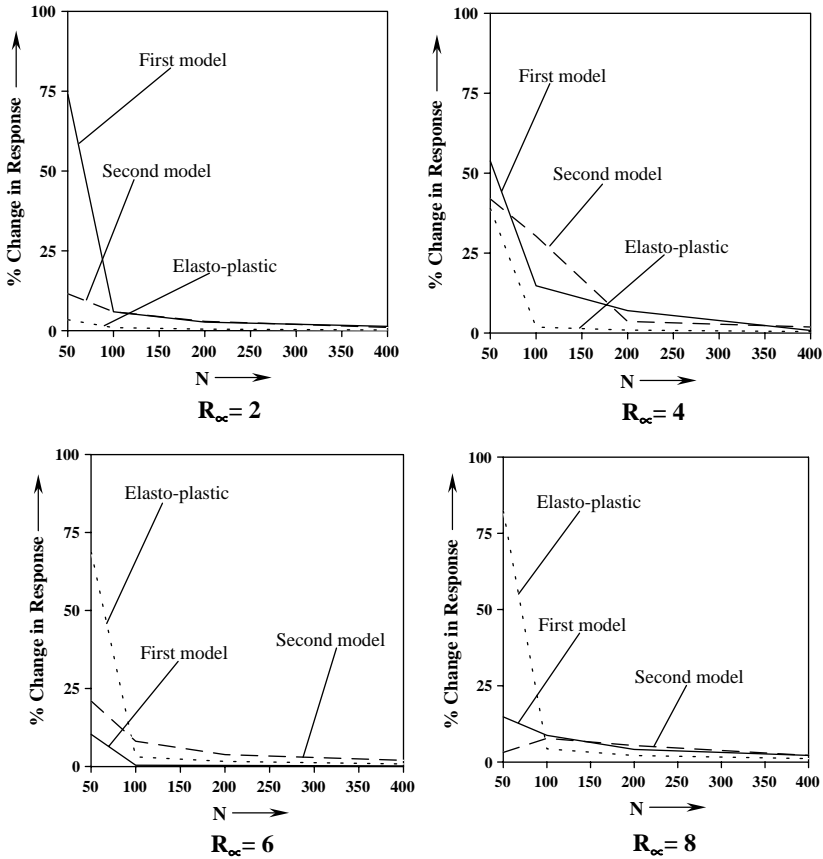 100
75
50
25
0
% Change in Response
First model
Second model
Elasto-plastic
50 100 150 200 250 300 350 400
N
R∝= 2
100
75
50
25
0
% Change in Response
First model
Second model
Elasto-plastic
50 100 150 200 250 300 350 400
N
R∝= 4
100
75
50
25
0
% Change in Response
Elasto-plastic
First model
Second model
50 100 150 200 250 300 350 400
N
R∝= 6
100
75
50
25
0
% Change in Response
Elasto-plastic
First model
Second model
50 100 150 200 250 300 350 400
N
R∝= 8